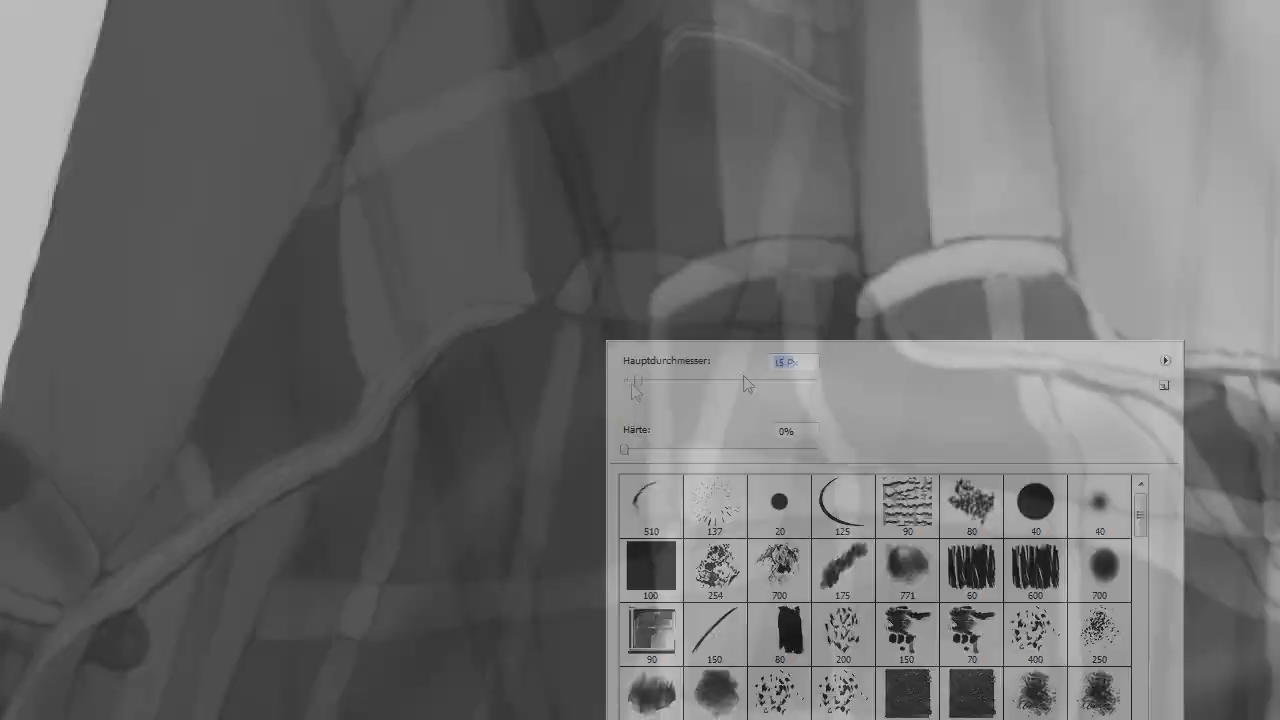 Hauptdurchmesser:
15 Px
Härte:
0%
510 137 20 125 90 80 40 40
100 254 700 175 771 60 600 700
90 150 80 200 150 70 400 250